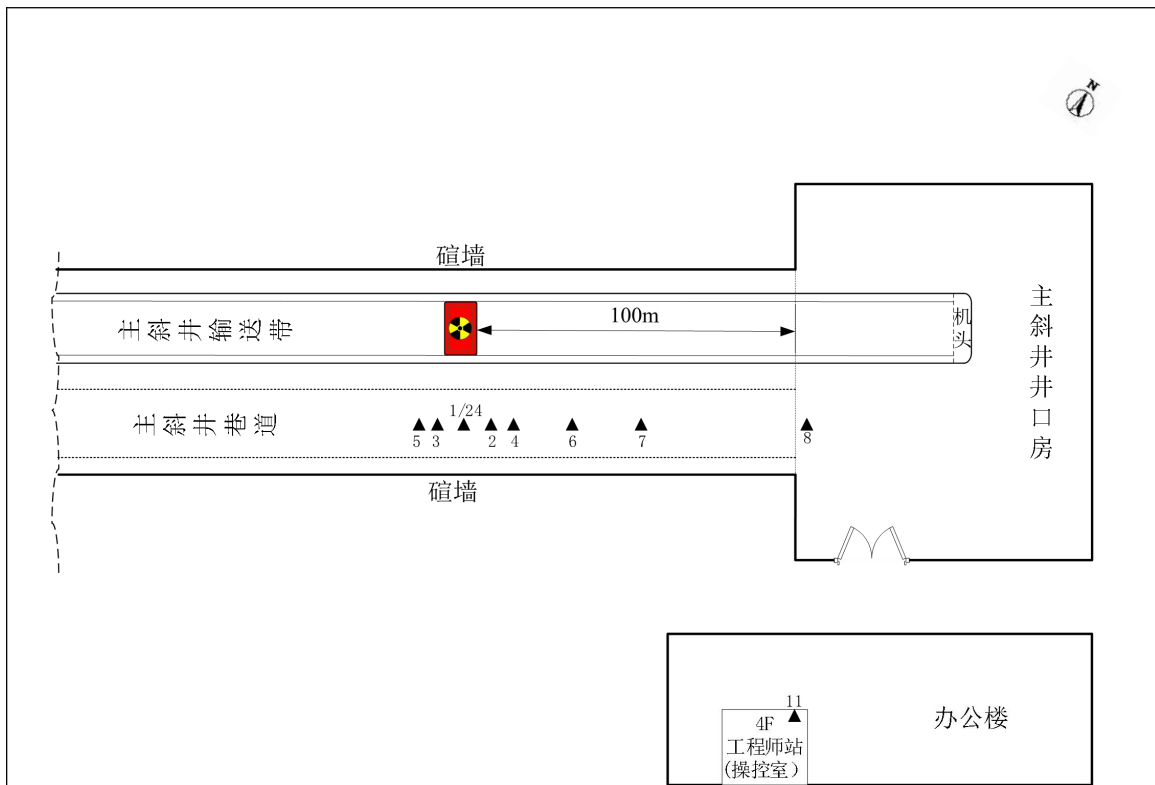 N
碹墙
主斜井输送带
100m
机头
主斜井井口房
1/24
主斜井巷道
5
3
2
4
6
7
8
碹墙
11
4F
工程师站
(操控室）
办公楼